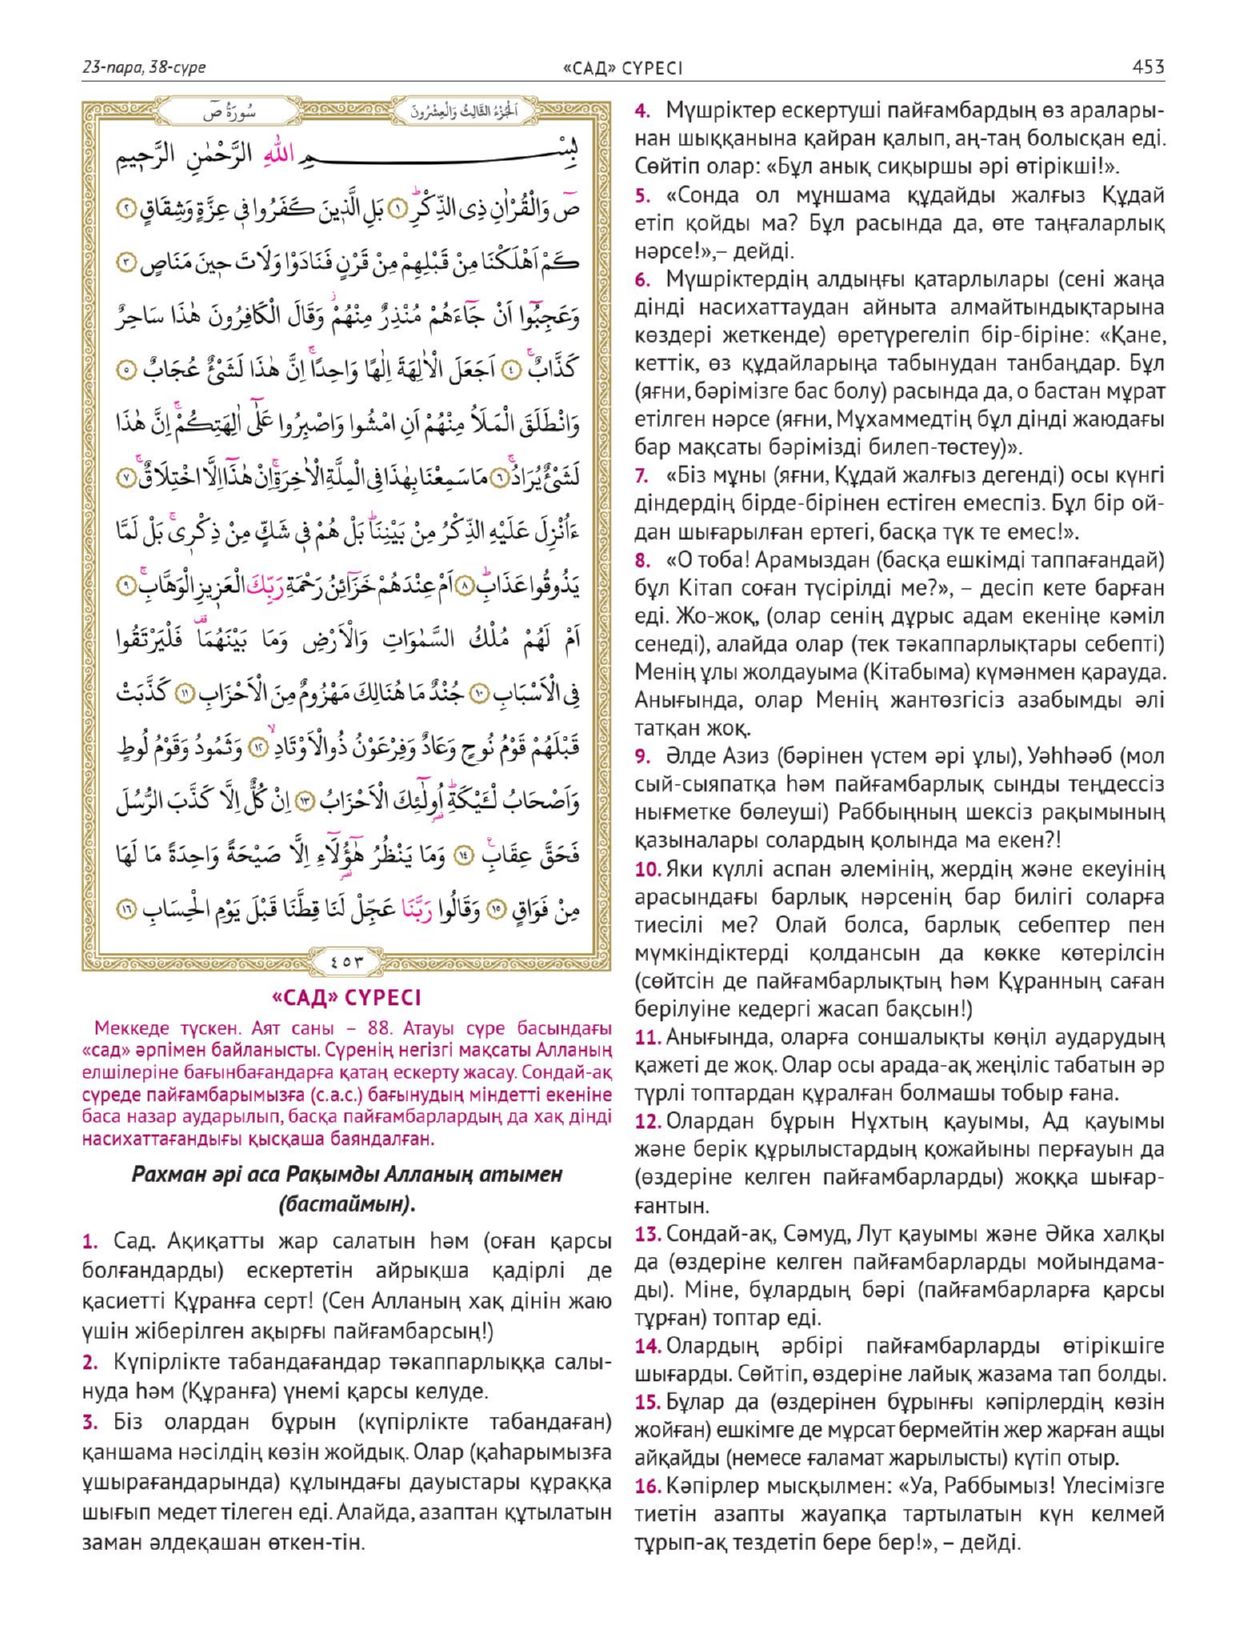 23-пара, 38-сүре
«САД» СҮРЕСІ
453
سُورَةُ صٓ
اَلْجُزْءُ الثَّالِثُ وَالْعِشْرُونَ
بِسْمِ اللّٰهِ الرَّحْمٰنِ الرَّح۪يمِ
صٓ وَالْقُرْاٰنِ ذِى الذِّكْرِۜ ﴿١﴾ بَلِ الَّذ۪ينَ كَفَرُوا ف۪ي عِزَّةٍ وَشِقَاقٍ ﴿٢﴾
كَمْ اَهْلَكْنَا مِنْ قَبْلِهِمْ مِنْ قَرْنٍ فَنَادَوْا وَلَاتَ ح۪ينَ مَنَاصٍ ﴿٣﴾
وَعَجِبُٓوا اَنْ جَٓاءَهُمْ مُنْذِرٌ مِنْهُمْۘ وَقَالَ الْكَافِرُونَ هٰذَا سَاحِرٌ
كَذَّابٌۚ ﴿٤﴾ اَجَعَلَ الْاٰلِهَةَ اِلٰهًا وَاحِدًاۚ اِنَّ هٰذَا لَشَيْءٌ عُجَابٌ ﴿٥﴾
وَانْطَلَقَ الْمَلَاُ مِنْهُمْ اَنِ امْشُوا وَاصْبِرُوا عَلٰٓى اٰلِهَتِكُمْۚ اِنَّ هٰذَا
لَشَيْءٌ يُرَادُۚ ﴿٦﴾ مَا سَمِعْنَا بِهٰذَا فِى الْمِلَّةِ الْاٰخِرَةِۚ اِنْ هٰذَٓا اِلَّا اخْتِلَاقٌۚ ﴿٧﴾
ءَاُنْزِلَ عَلَيْهِ الذِّكْرُ مِنْ بَيْنِنَاۜ بَلْ هُمْ ف۪ي شَكٍّ مِنْ ذِكْر۪يۚ بَلْ لَمَّا
يَذُوقُوا عَذَابِۜ ﴿٨﴾ اَمْ عِنْدَهُمْ خَزَٓائِنُ رَحْمَةِ رَبِّكَ الْعَز۪يزِ الْوَهَّابِۚ ﴿٩﴾
اَمْ لَهُمْ مُلْكُ السَّمٰوَاتِ وَالْاَرْضِ وَمَا بَيْنَهُمَا۠ فَلْيَرْتَقُوا
فِى الْاَسْبَابِ ﴿١٠﴾ جُنْدٌ مَا هُنَالِكَ مَهْزُومٌ مِنَ الْاَحْزَابِ ﴿١١﴾ كَذَّبَتْ
قَبْلَهُمْ قَوْمُ نُوحٍ وَعَادٌ وَفِرْعَوْنُ ذُوالْاَوْتَادِۙ ﴿١٢﴾ وَثَمُودُ وَقَوْمُ لُوطٍ
وَاَصْحَابُ لْـَٔيْكَةِۜ اُو۬لٰٓئِكَ الْاَحْزَابُ ﴿١٣﴾ اِنْ كُلٌّ اِلَّا كَذَّبَ الرُّسُلَ
فَحَقَّ عِقَابِۚ ﴿١٤﴾ وَمَا يَنْظُرُ هٰٓؤُ۬لَٓاءِ اِلَّا صَيْحَةً وَاحِدَةً مَا لَهَا
مِنْ فَوَاقٍ ﴿١٥﴾ وَقَالُوا رَبَّنَا عَجِّلْ لَنَا قِطَّنَا قَبْلَ يَوْمِ الْحِسَابِ ﴿١٦﴾
٤٥٣
«САД» СҮРЕСІ
Меккеде түскен. Аят саны – 88. Атауы сүре басындағы
«сад» әрпімен байланысты. Сүренің негізгі мақсаты Алланың
елшілеріне бағынбағандарға қатаң ескерту жасау. Сондай-ақ
сүреде пайғамбарымызға (с.а.с.) бағынудың міндетті екеніне
баса назар аударылып, басқа пайғамбарлардың да хақ дінді
насихаттағандығы қысқаша баяндалған.
Рахман әрі аса Рақымды Алланың атымен
(бастаймын).
1. Сад. Ақиқатты жар салатын һәм (оған қарсы
болғандарды) ескертетін айрықша қадірлі де
қасиетті Құранға серт! (Сен Алланың хақ дінін жаю
үшін жіберілген ақырғы пайғамбарсың!)
2. Күпірлікте табандағандар тәкаппарлыққа салы-
нуда һәм (Құранға) үнемі қарсы келуде.
3. Біз олардан бұрын (күпірлікте табандаған)
қаншама нәсілдің көзін жойдық. Олар (қаһарымызға
ұшырағандарында) құлындағы дауыстары құраққа
шығып медет тілеген еді. Алайда, азаптан құтылатын
заман әлдеқашан өткен-тін.
4. Мүшріктер ескертуші пайғамбардың өз аралары-
нан шыққанына қайран қалып, аң-таң болысқан еді.
Сөйтіп олар: «Бұл анық сиқыршы әрі өтірікші!».
5. «Сонда ол мұншама құдайды жалғыз Құдай
етіп қойды ма? Бұл расында да, өте таңғаларлық
нәрсе!»,– дейді.
6. Мүшріктердің алдыңғы қатарлылары (сені жаңа
дінді насихаттаудан айныта алмайтындықтарына
көздері жеткенде) өретүрегеліп бір-біріне: «Қане,
кеттік, өз құдайларыңа табынудан танбаңдар. Бұл
(яғни, бәрімізге бас болу) расында да, о бастан мұрат
етілген нәрсе (яғни, Мұхаммедтің бұл дінді жаюдағы
бар мақсаты бәрімізді билеп-төстеу)».
7. «Біз мұны (яғни, Құдай жалғыз дегенді) осы күнгі
діндердің бірде-бірінен естіген емеспіз. Бұл бір ой-
дан шығарылған ертегі, басқа түк те емес!».
8. «О тоба! Арамыздан (басқа ешкімді таппағандай)
бұл Кітап соған түсірілді ме?», – десіп кете барған
еді. Жо-жоқ, (олар сенің дұрыс адам екеніңе кәміл
сенеді), алайда олар (тек тәкаппарлықтары себепті)
Менің ұлы жолдауыма (Кітабыма) күмәнмен қарауда.
Анығында, олар Менің жантөзгісіз азабымды әлі
татқан жоқ.
9. Әлде Азиз (бәрінен үстем әрі ұлы), Уәһһәәб (мол
сый-сыяпатқа һәм пайғамбарлық сынды теңдессіз
нығметке бөлеуші) Раббыңның шексіз рақымының
қазыналары солардың қолында ма екен?!
10. Яки күллі аспан әлемінің, жердің және екеуінің
арасындағы барлық нәрсенің бар билігі соларға
тиесілі ме? Олай болса, барлық себептер пен
мүмкіндіктерді қолдансын да көкке көтерілсін
(сөйтсін де пайғамбарлықтың һәм Құранның саған
берілуіне кедергі жасап бақсын!)
11. Анығында, оларға соншалықты көңіл аударудың
қажеті де жоқ. Олар осы арада-ақ жеңіліс табатын әр
түрлі топтардан құралған болмашы тобыр ғана.
12. Олардан бұрын Нұхтың қауымы, Ад қауымы
және берік құрылыстардың қожайыны перғауын да
(өздеріне келген пайғамбарларды) жоққа шығар-
ғантын.
13. Сондай-ақ, Сәмуд, Лут қауымы және Әйка халқы
да (өздеріне келген пайғамбарларды мойындама-
ды). Міне, бұлардың бәрі (пайғамбарларға қарсы
тұрған) топтар еді.
14. Олардың әрбірі пайғамбарларды өтірікшіге
шығарды. Сөйтіп, өздеріне лайық жазама тап болды.
15. Бұлар да (өздерінен бұрынғы кәпірлердің көзін
жойған) ешкімге де мұрсат бермейтін жер жарған ащы
айқайды (немесе ғаламат жарылысты) күтіп отыр.
16. Кәпірлер мысқылмен: «Уа, Раббымыз! Үлесімізге
тиетін азапты жауапқа тартылатын күн келмей
тұрып-ақ тездетіп бере бер!», – дейді.